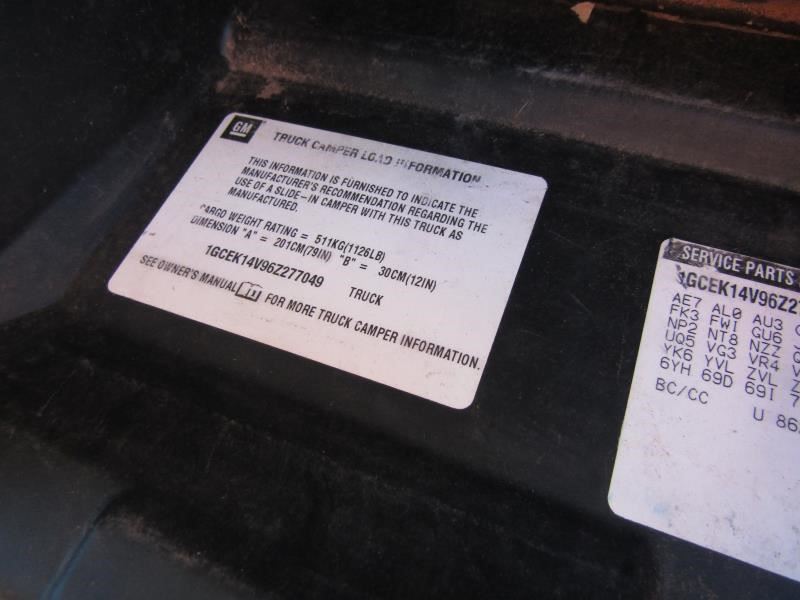 GM
TRUCK CAMPER LOAD INFORMATION
THIS INFORMATION IS FURNISHED TO INDICATE THE
MANUFACTURER'S RECOMMENDATION REGARDING THE
USE OF A SLIDE-IN CAMPER WITH THIS TRUCK AS
MANUFACTURED.
CARGO WEIGHT RATING = 511KG(1126LB)
DIMENSION "A" = 201CM(79IN) "B" = 30CM(12IN)
1GCEK14V96Z277049 TRUCK
SEE OWNER'S MANUAL FOR MORE TRUCK CAMPER INFORMATION.
SERVICE PARTS
1GCEK14V96Z2
AE7 AL0 AU3
FK3 FWI GU6
NP2 NT8 NZZ
UQ5 VG3 VR4
YK6 YVL ZVL
6YH 69D 69I 7
BC/CC
U 86